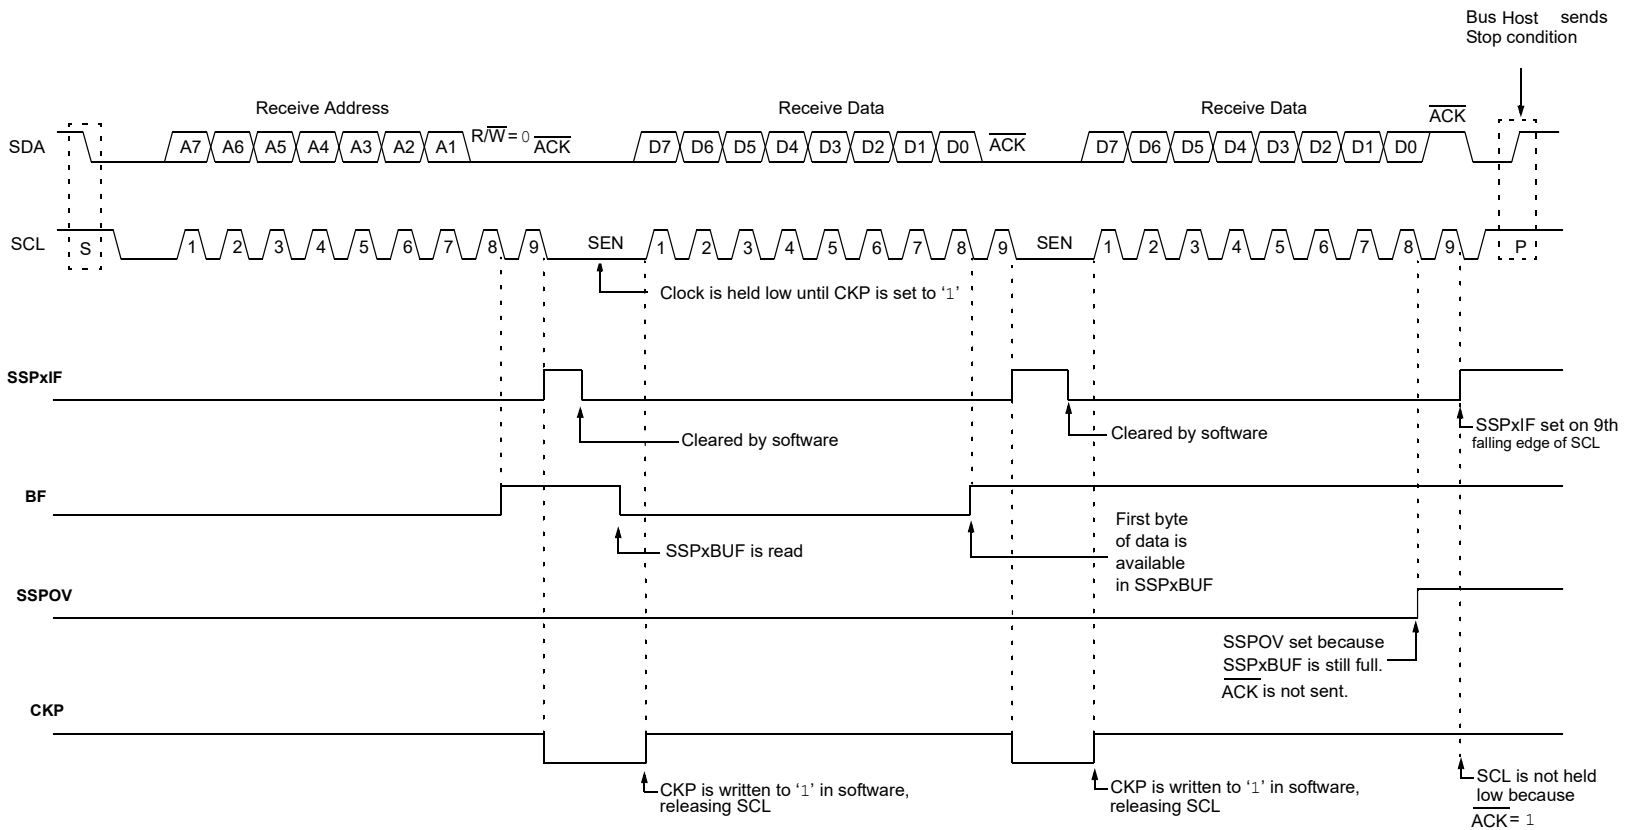 Bus Host sends
Stop condition
Receive Address
Receive Data
Receive Data
ACK
SDA
A7 A6 A5 A4 A3 A2 A1 R/W = 0 ACK D7 D6 D5 D4 D3 D2 D1 D0 ACK D7 D6 D5 D4 D3 D2 D1 D0
SCL
S 1 2 3 4 5 6 7 8 9 SEN 1 2 3 4 5 6 7 8 9 SEN 1 2 3 4 5 6 7 8 9 P
Clock is held low until CKP is set to ‘1’
SSPxIF
Cleared by software
Cleared by software
SSPxIF set on 9th
falling edge of SCL
BF
SSPxBUF is read
First byte
of data is
available
in SSPxBUF
SSPOV
SSPOV set because
SSPxBUF is still full.
ACK is not sent.
CKP
CKP is written to ‘1’ in software,
releasing SCL
CKP is written to ‘1’ in software,
releasing SCL
SCL is not held
low because
ACK = 1